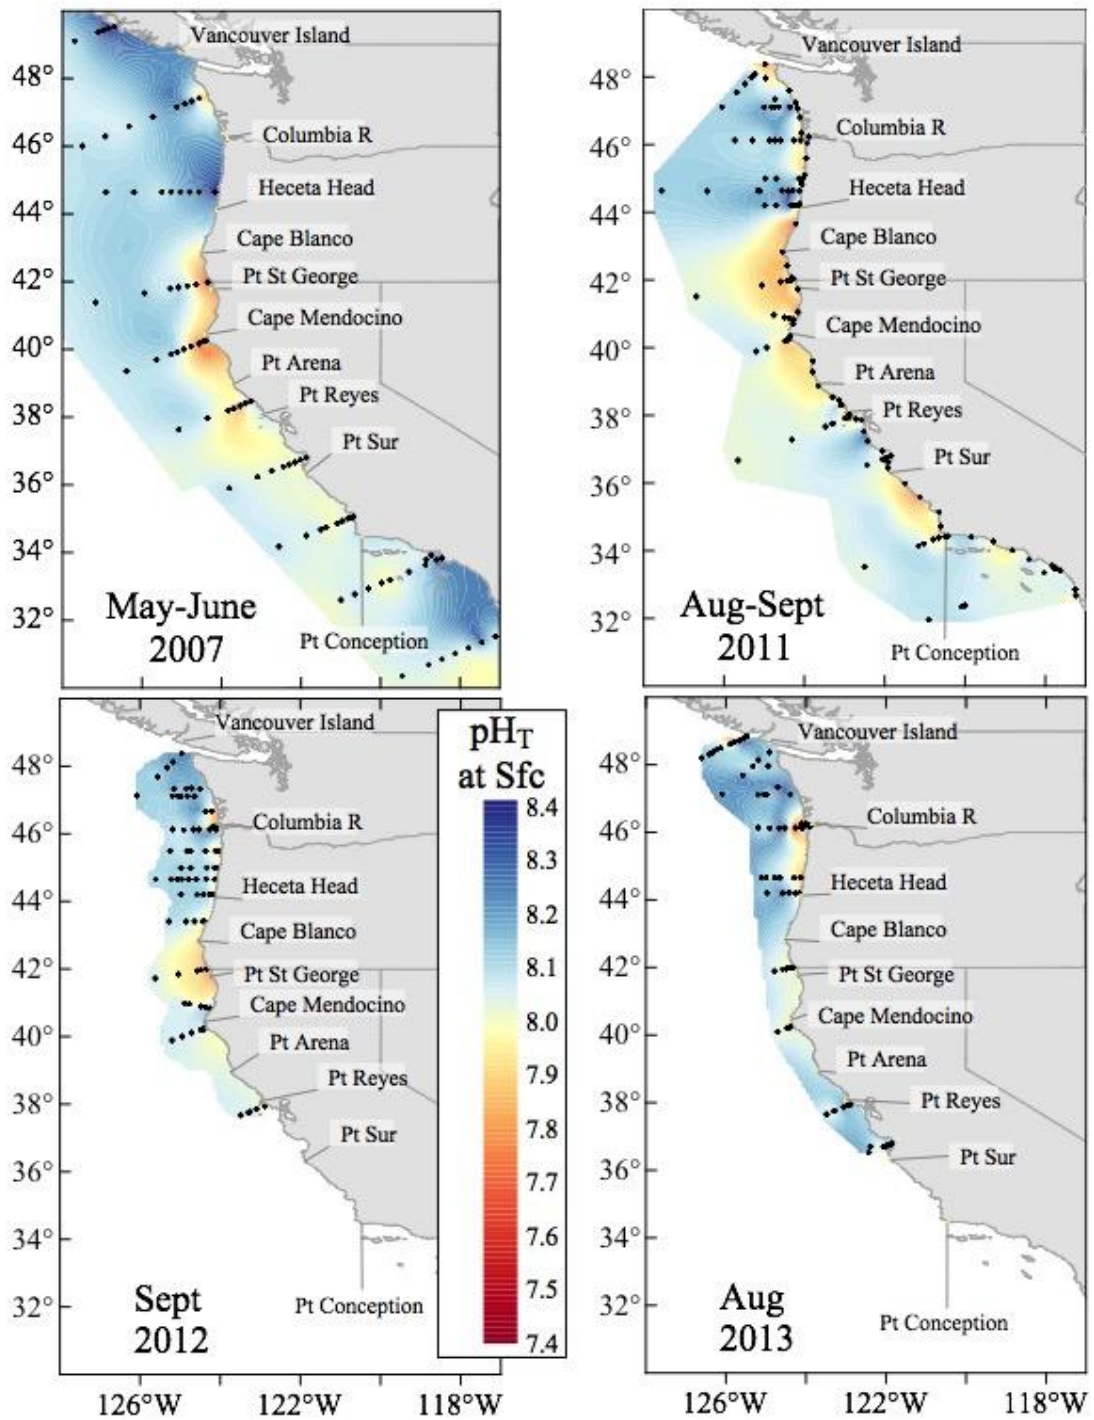 Vancouver Island
48°
46°
Columbia R
Heceta Head
44°
Cape Blanco
42°
Pt St George
Cape Mendocino
40°
Pt Arena
38°
Pt Reyes
Pt Sur
36°
34°
32°
May-June
2007
Pt Conception
Vancouver Island
48°
Columbia R
46°
Heceta Head
44°
Cape Blanco
42°
Pt St George
Cape Mendocino
40°
Pt Arena
38°
Pt Reyes
Pt Sur
36°
34°
32°
Aug-Sept
2011
Pt Conception
Vancouver Island
48°
Columbia R
46°
Heceta Head
44°
Cape Blanco
42°
Pt St George
Cape Mendocino
40°
Pt Arena
Pt Reyes
38°
Pt Sur
36°
34°
32°
Sept
2012
Pt Conception
126°W
122°W
118°W
pHT
at Sfc
8.4
8.3
8.2
8.1
8.0
7.9
7.8
7.7
7.6
7.5
7.4
Vancouver Island
48°
Columbia R
46°
Heceta Head
44°
Cape Blanco
42°
Pt St George
Cape Mendocino
40°
Pt Arena
38°
Pt Reyes
Pt Sur
36°
34°
32°
Aug
2013
Pt Conception
126°W
122°W
118°W